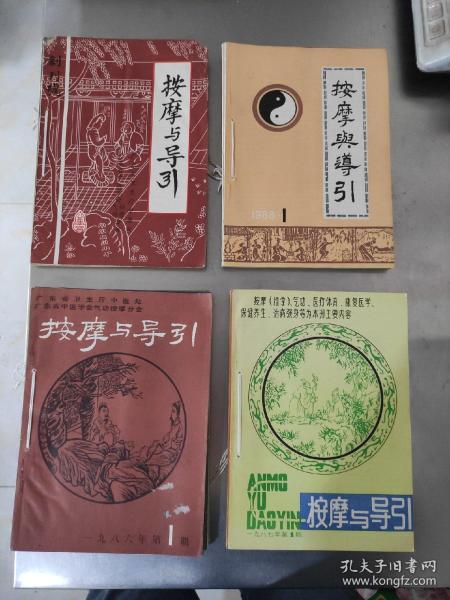 创刊号
按摩与导引
按摩與導引
1988-1
广东省卫生厅中医处
广东省中医学会气功按摩分会
按摩与导引
一九八六年第1期
按摩(推拿)、气功、医疗体育、康复医学、
保健养生、治病强身等为本刊主要内容
ANMO
YU
DAOYIN
按摩与导引
一九八七年第1期
孔夫子旧书网